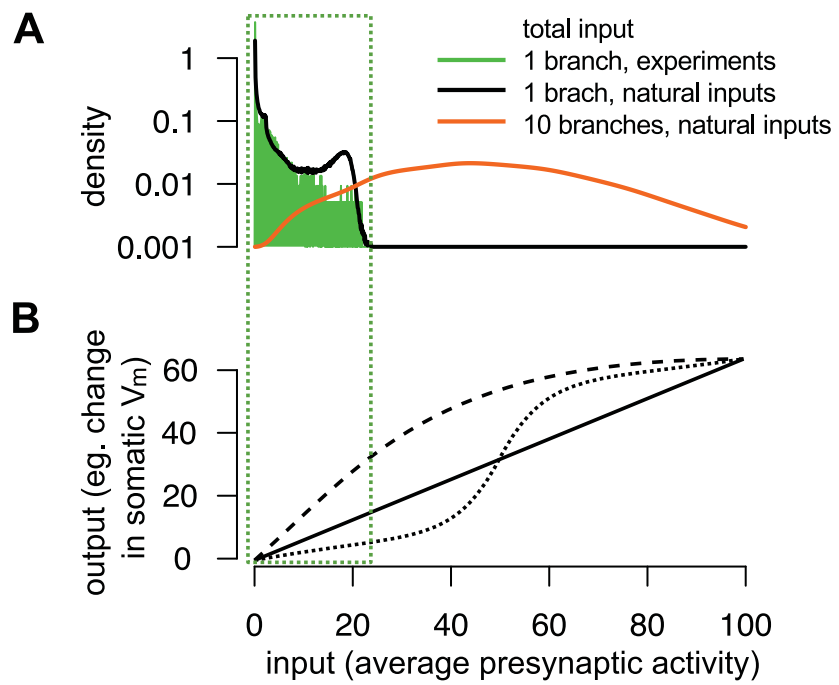 A
total input
1 branch, experiments
1 brach, natural inputs
10 branches, natural inputs
density
1
0.1
0.01
0.001
B
output (eg. change
in somatic Vm)
60
40
20
0
0 20 40 60 80 100
input (average presynaptic activity)